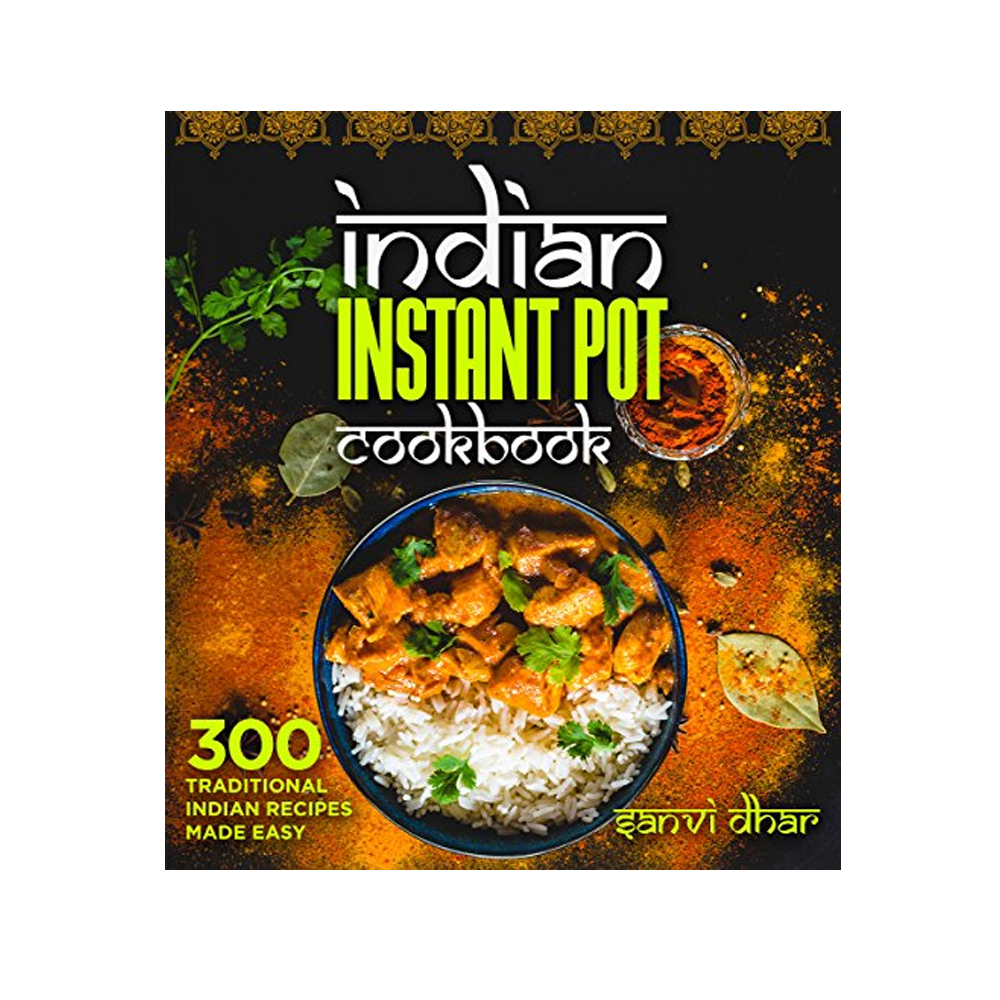 indian
INSTANT POT
cookbook
300
TRADITIONAL
INDIAN RECIPES
MADE EASY
sanvi dhar